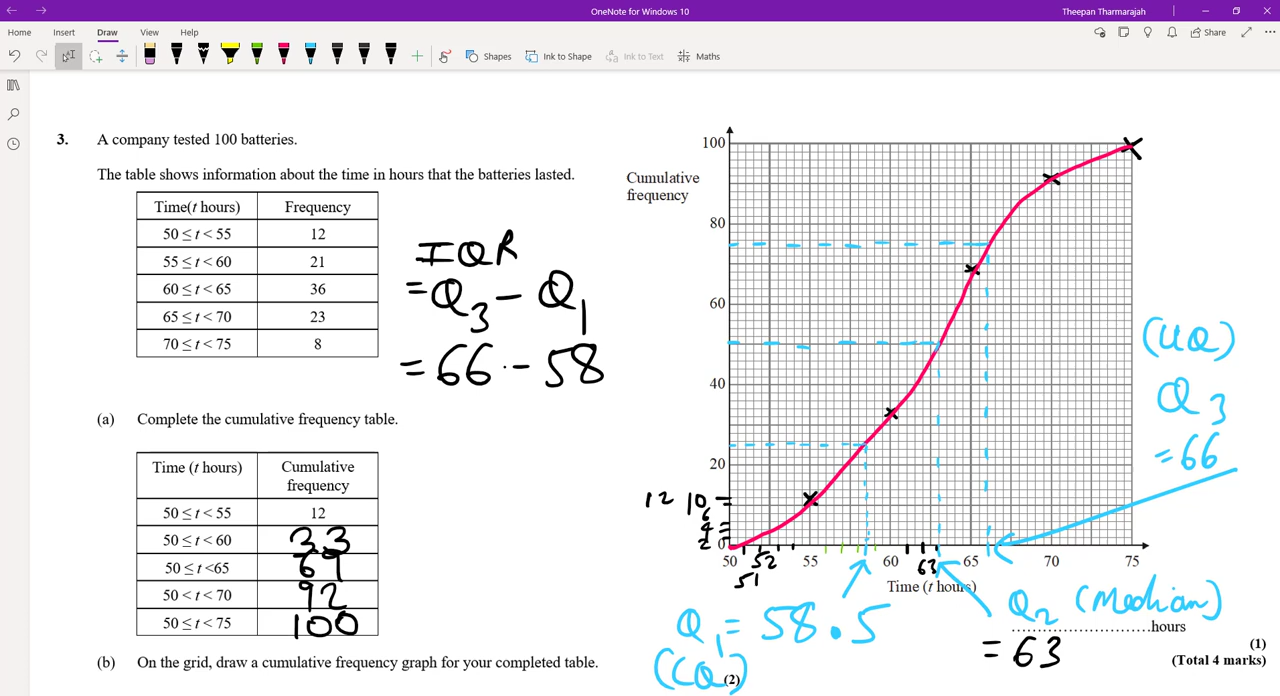 OneNote for Windows 10
Theepan Tharmarajah
Home Insert Draw View Help
Share
Shapes Ink to Shape Ink to Text Maths
3. A company tested 100 batteries.
The table shows information about the time in hours that the batteries lasted.
Time(t hours) Frequency
50 ≤ t < 55 12
55 ≤ t < 60 21
60 ≤ t < 65 36
65 ≤ t < 70 23
70 ≤ t < 75 8
IQR
= Q3 - Q1
= 66 - 58
(a) Complete the cumulative frequency table.
Time (t hours) Cumulative
frequency
50 ≤ t < 55 12
50 ≤ t < 60 33
50 ≤ t <65 69
50 < t < 70 92
50 ≤ t < 75 100
(b) On the grid, draw a cumulative frequency graph for your completed table.
(2)
Cumulative
frequency
100
80
60
40
20
12 10
6
4
2
0
50 55 60 65 70 75
51 52 63
Time (t hours)
(UQ)
Q3
= 66
Q1 = 58.5
(LQ)
Q2 (Median)
..............................hours
= 63
(1)
(Total 4 marks)